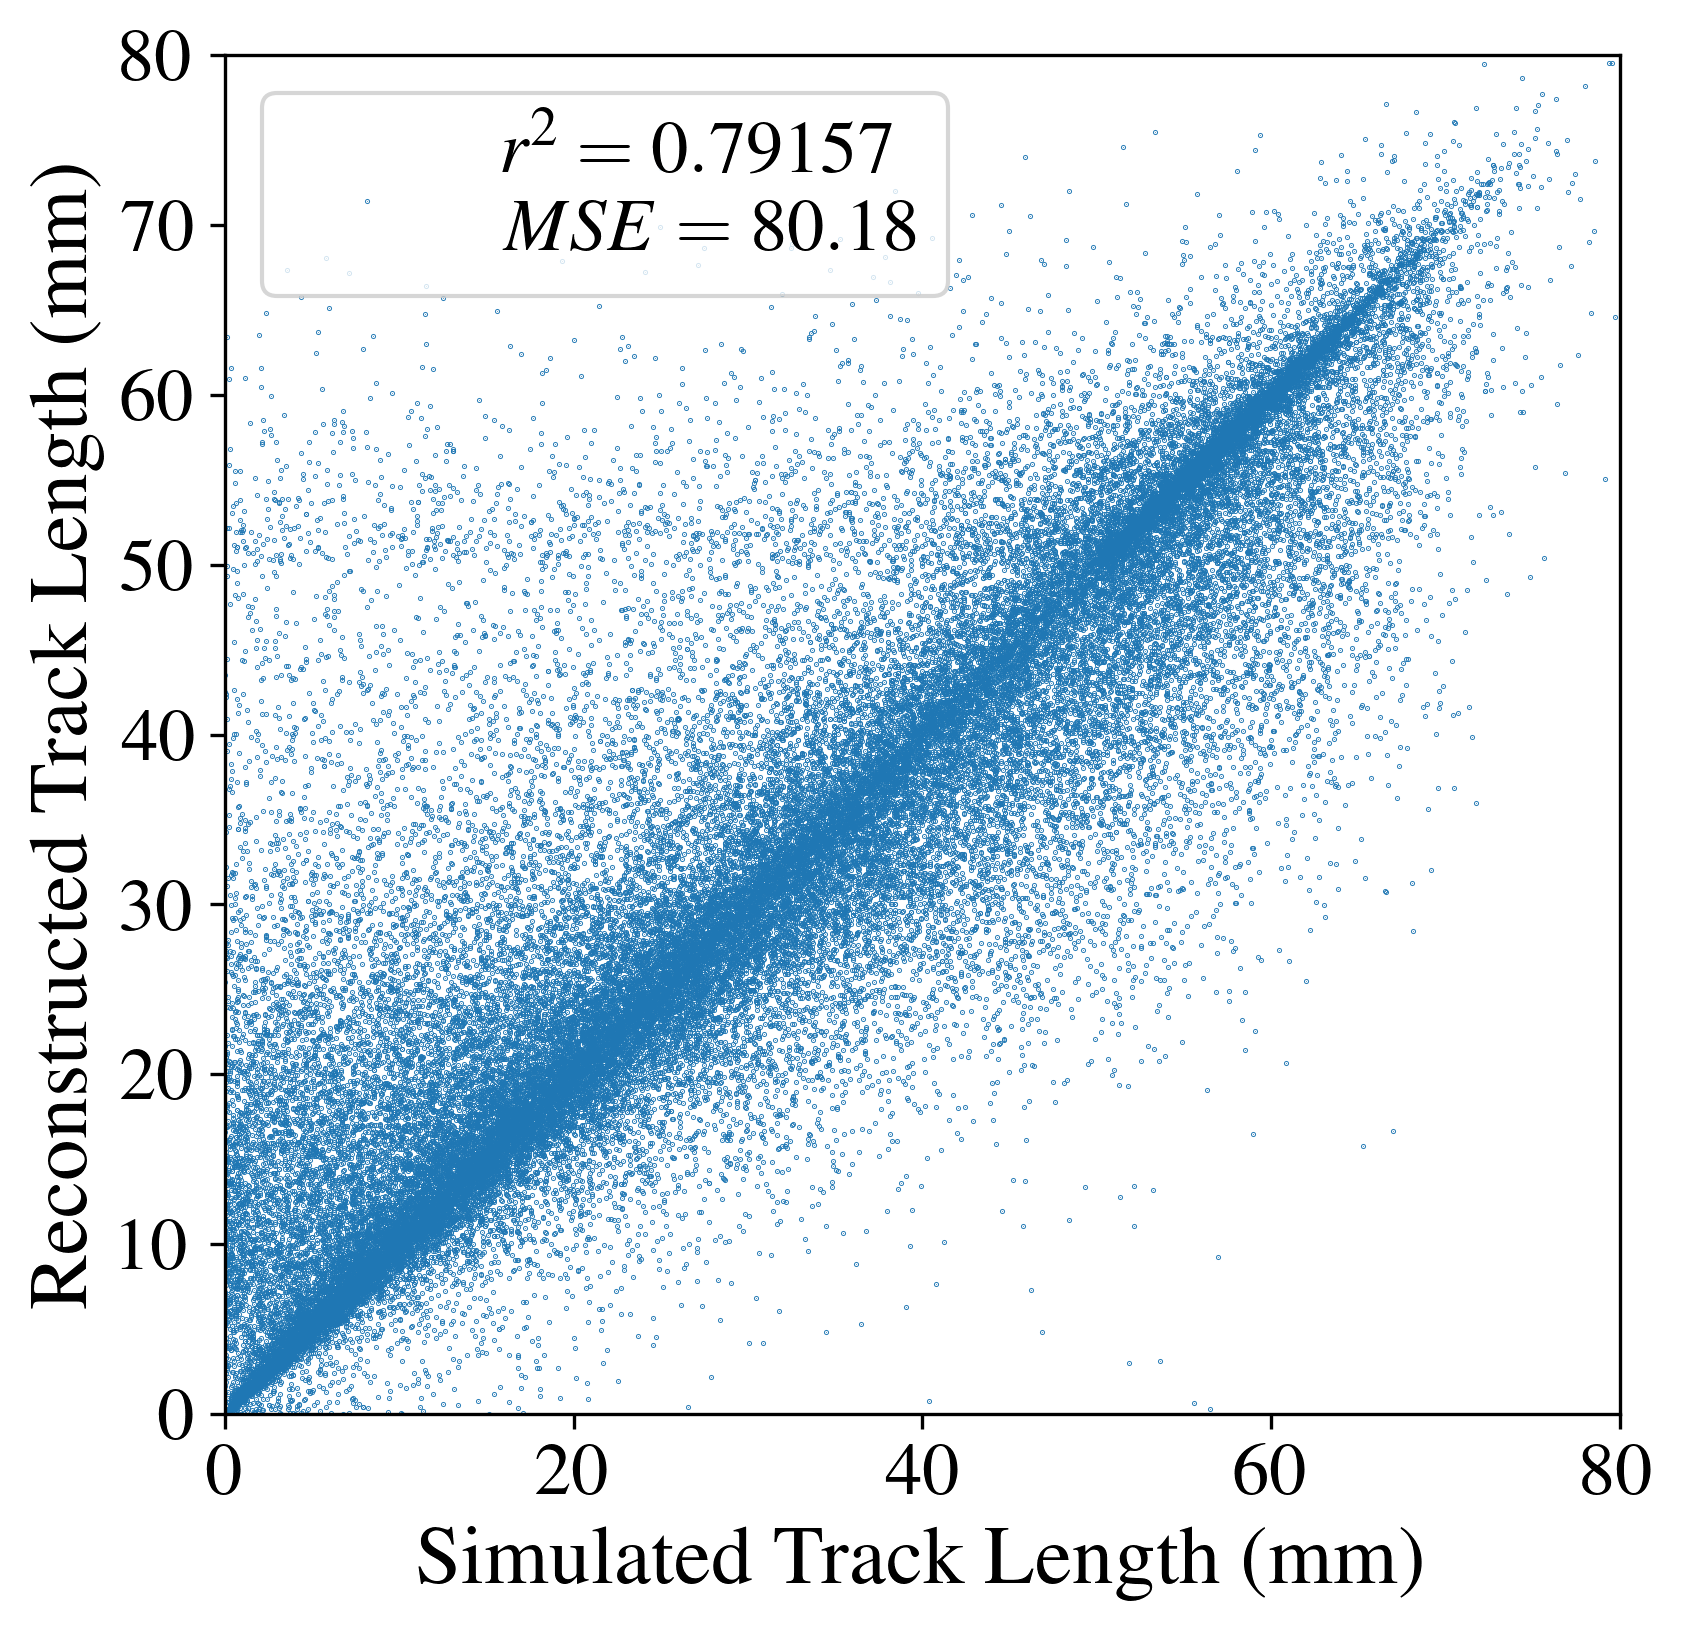 r² = 0.79157
MSE = 80.18
Reconstructed Track Length (mm)
80
70
60
50
40
30
20
10
0
0 20 40 60 80
Simulated Track Length (mm)